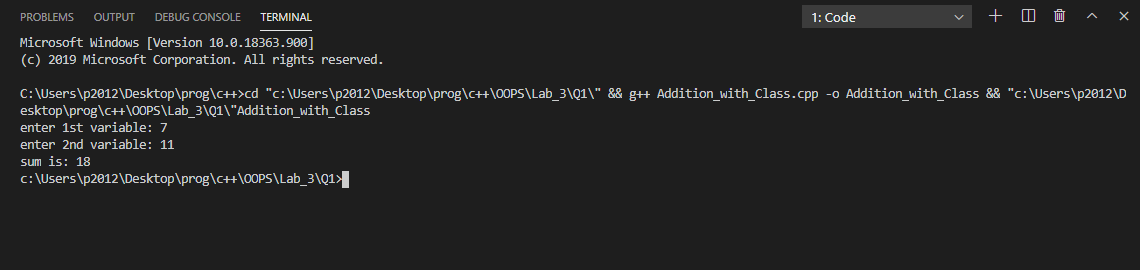 PROBLEMS OUTPUT DEBUG CONSOLE TERMINAL 1: Code
Microsoft Windows [Version 10.0.18363.900]
(c) 2019 Microsoft Corporation. All rights reserved.
C:\Users\p2012\Desktop\prog\c++>cd "c:\Users\p2012\Desktop\prog\c++\OOPS\Lab_3\Q1\" && g++ Addition_with_Class.cpp -o Addition_with_Class && "c:\Users\p2012\D
esktop\prog\c++\OOPS\Lab_3\Q1\"Addition_with_Class
enter 1st variable: 7
enter 2nd variable: 11
sum is: 18
c:\Users\p2012\Desktop\prog\c++\OOPS\Lab_3\Q1>